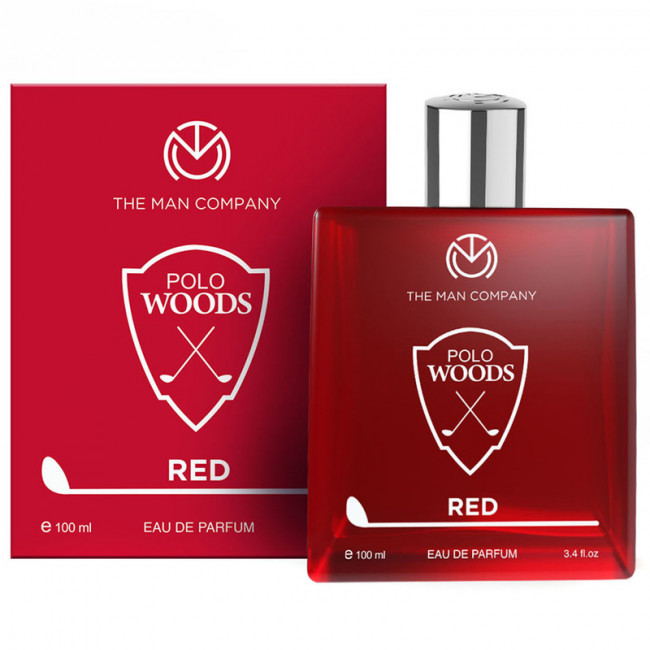 THE MAN COMPANY
POLO
WOODS
RED
e 100 ml EAU DE PARFUM
THE MAN COMPANY
POLO
WOODS
RED
e 100 ml EAU DE PARFUM 3.4 fl.oz